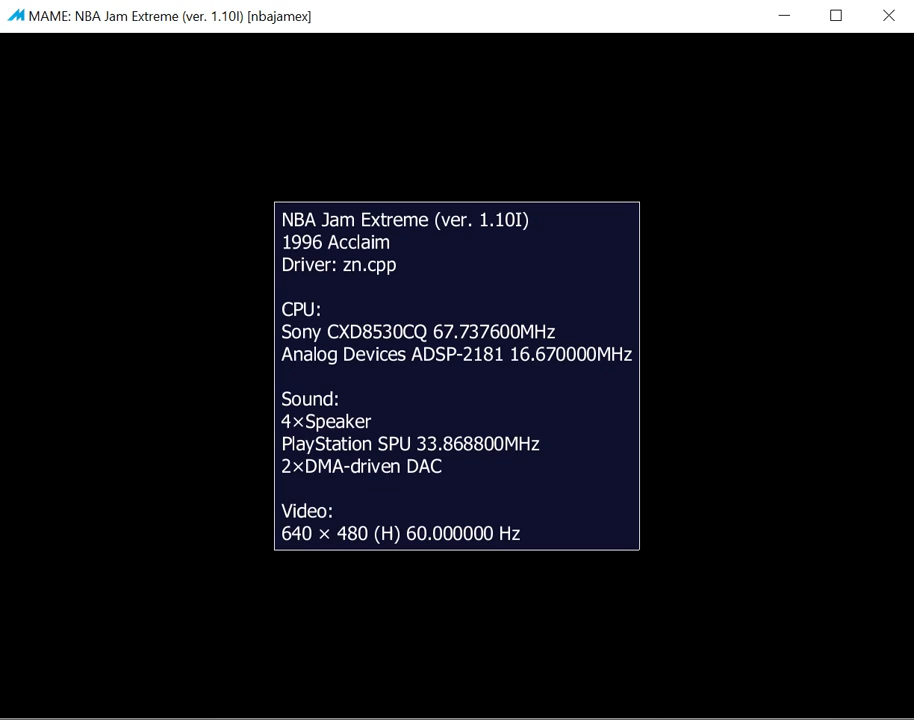 MAME: NBA Jam Extreme (ver. 1.10I) [nbajamex]
NBA Jam Extreme (ver. 1.10I)
1996 Acclaim
Driver: zn.cpp
CPU:
Sony CXD8530CQ 67.737600MHz
Analog Devices ADSP-2181 16.670000MHz
Sound:
4×Speaker
PlayStation SPU 33.868800MHz
2×DMA-driven DAC
Video:
640 × 480 (H) 60.000000 Hz